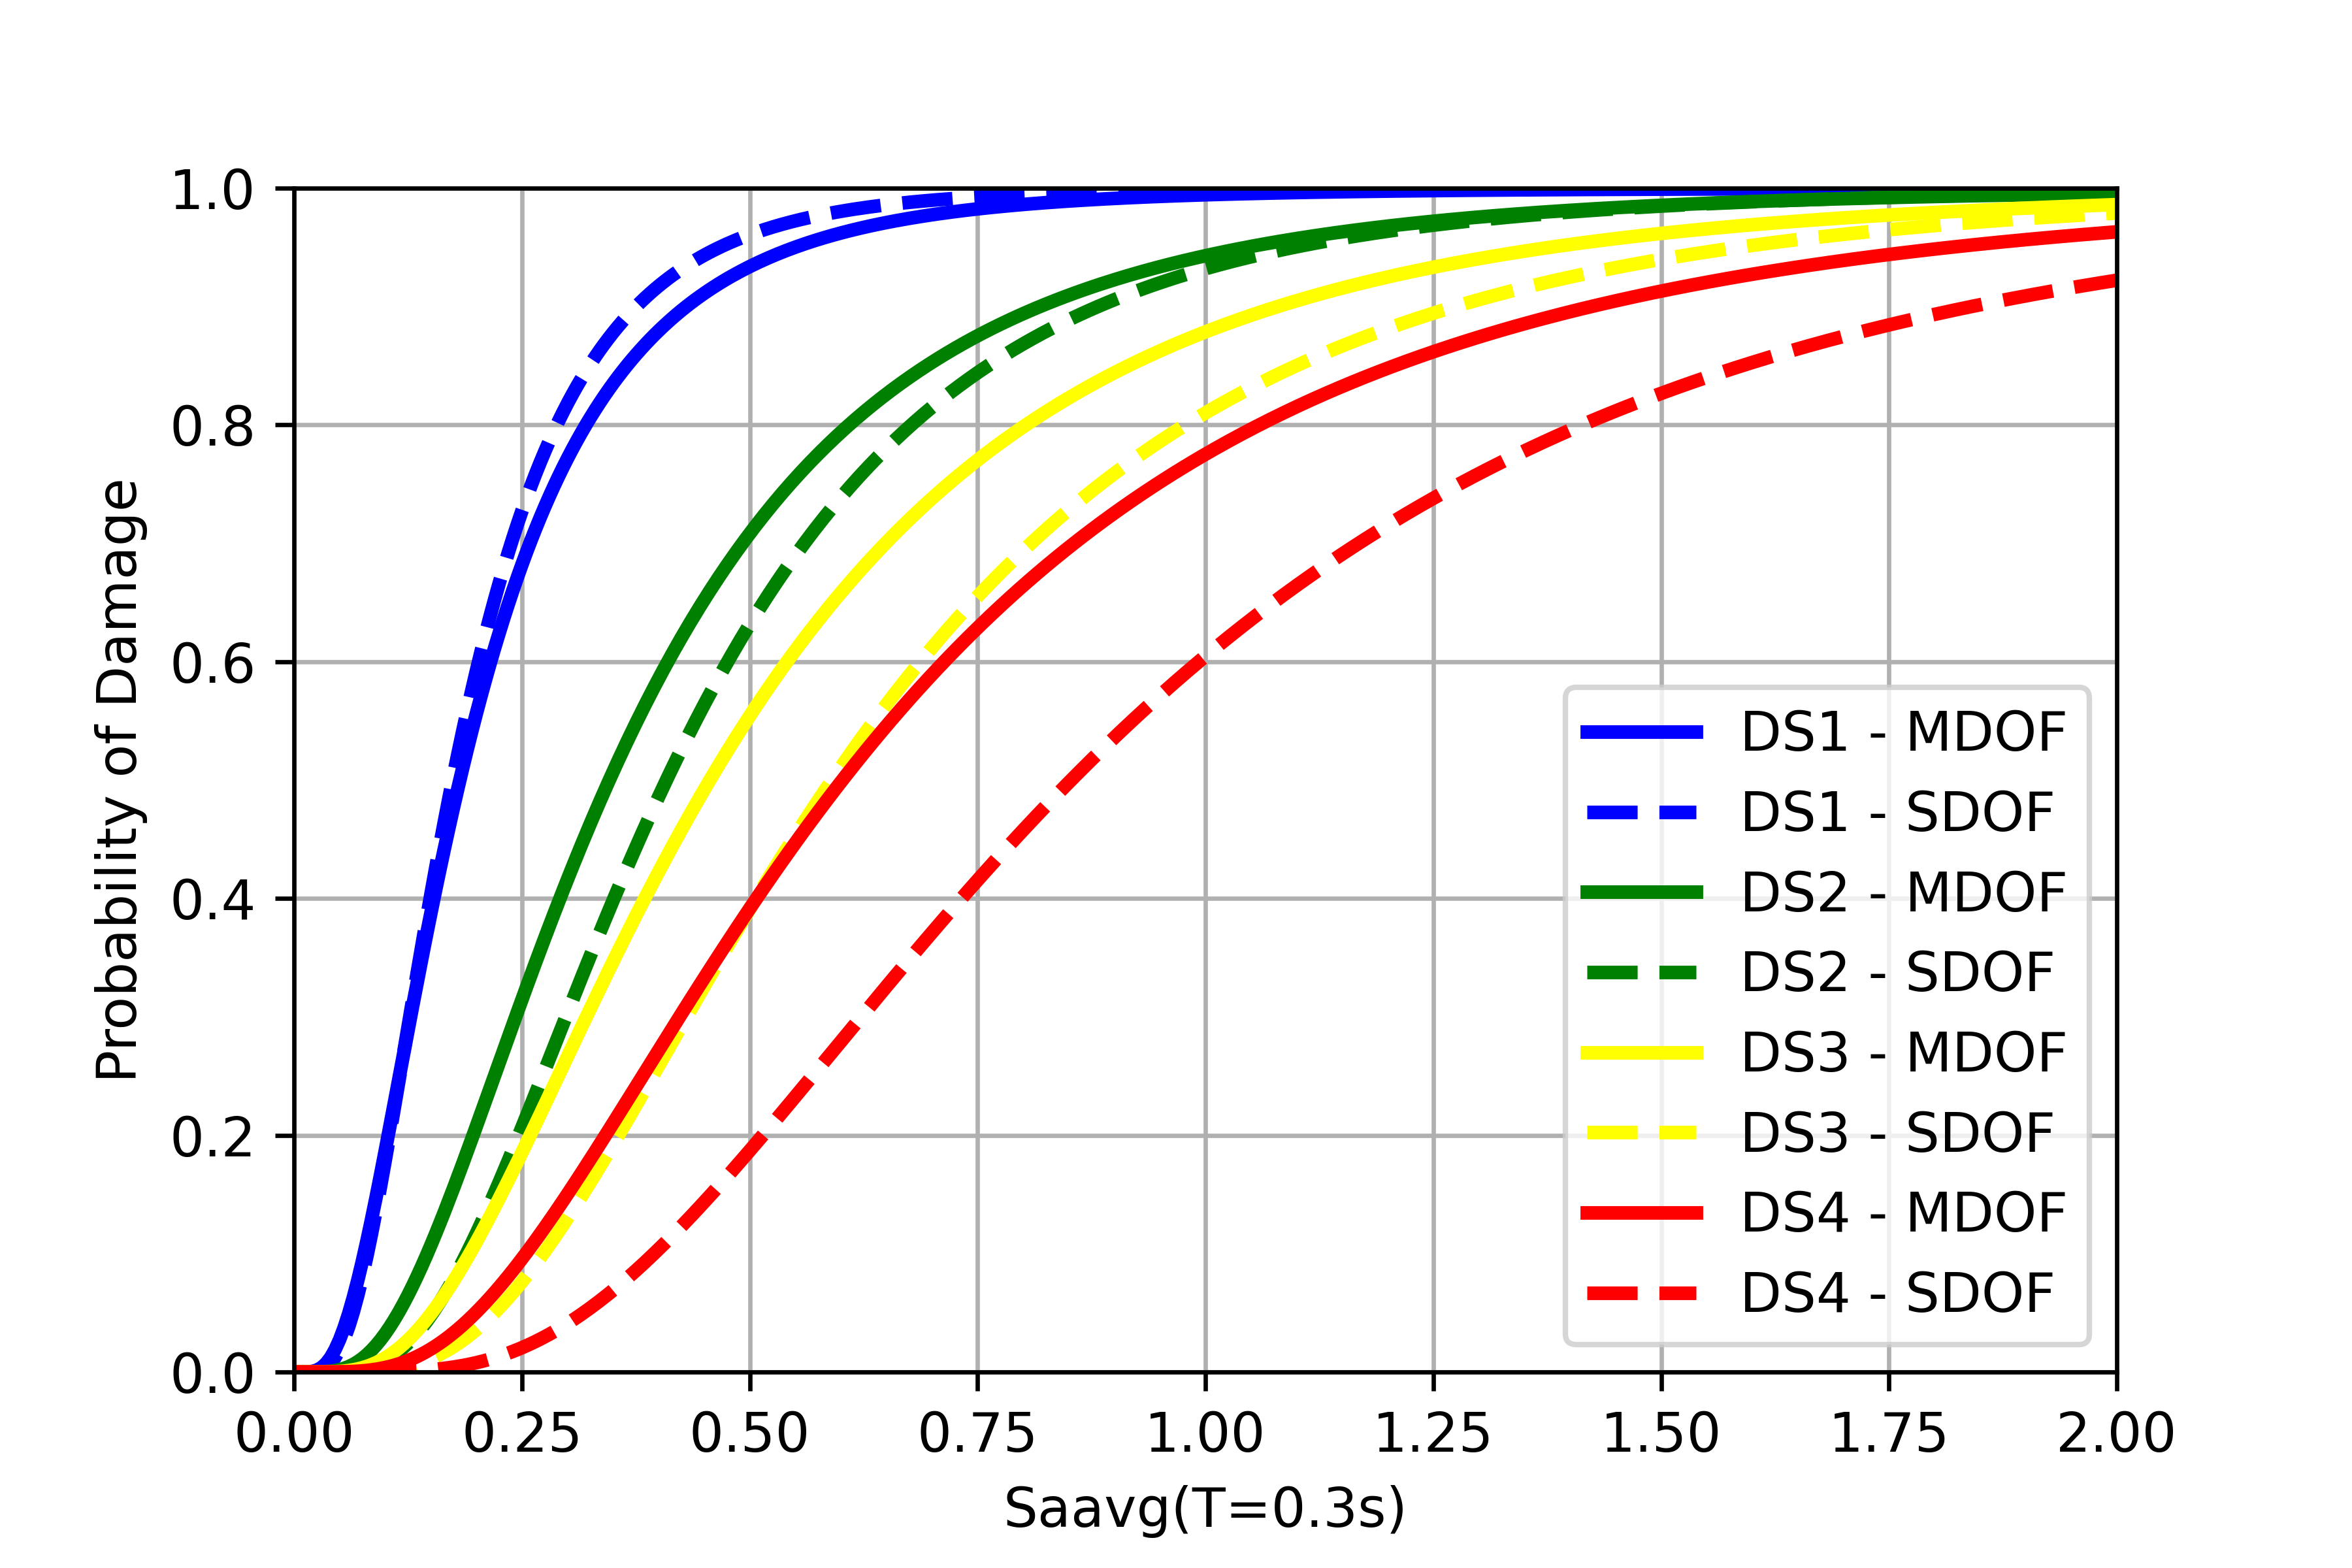 1.0
0.8
0.6
0.4
0.2
0.0
Probability of Damage
0.00 0.25 0.50 0.75 1.00 1.25 1.50 1.75 2.00
Saavg(T=0.3s)
DS1 - MDOF
DS1 - SDOF
DS2 - MDOF
DS2 - SDOF
DS3 - MDOF
DS3 - SDOF
DS4 - MDOF
DS4 - SDOF